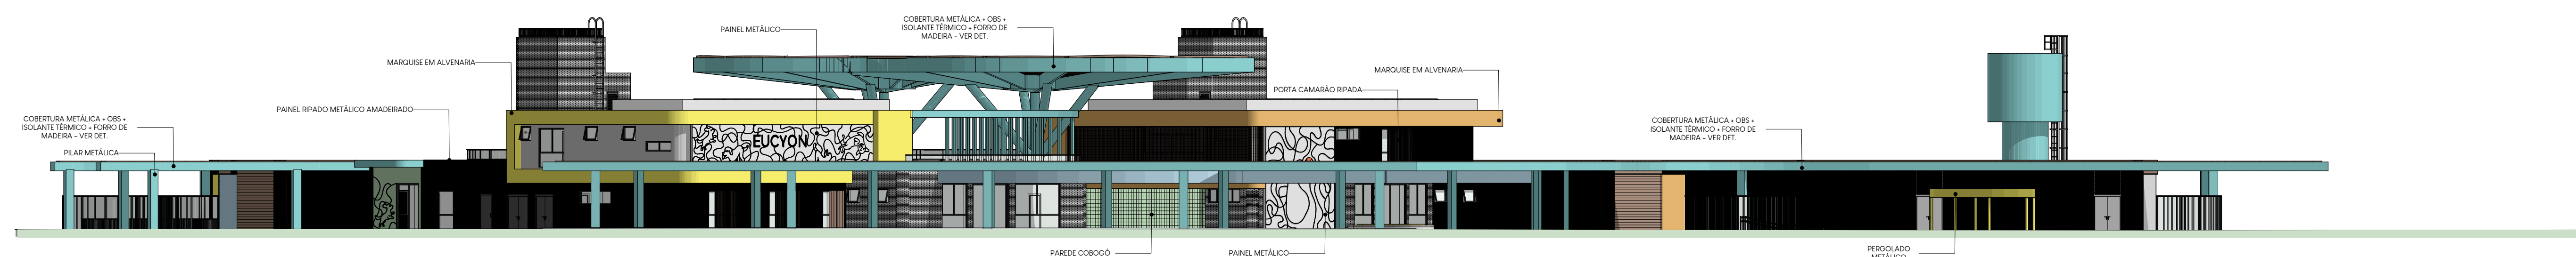 COBERTURA METÁLICA + OBS +
ISOLANTE TÉRMICO + FORRO DE
MADEIRA - VER DET.
PILAR METÁLICA
PAINEL RIPADO METÁLICO AMADEIRADO
MARQUISE EM ALVENARIA
PAINEL METÁLICO
COBERTURA METÁLICA + OBS +
ISOLANTE TÉRMICO + FORRO DE
MADEIRA - VER DET.
EUCYON
PORTA CAMARÃO RIPADA
MARQUISE EM ALVENARIA
COBERTURA METÁLICA + OBS +
ISOLANTE TÉRMICO + FORRO DE
MADEIRA - VER DET.
PAREDE COBOGÓ
PAINEL METÁLICO
PERGOLADO
METÁLICO